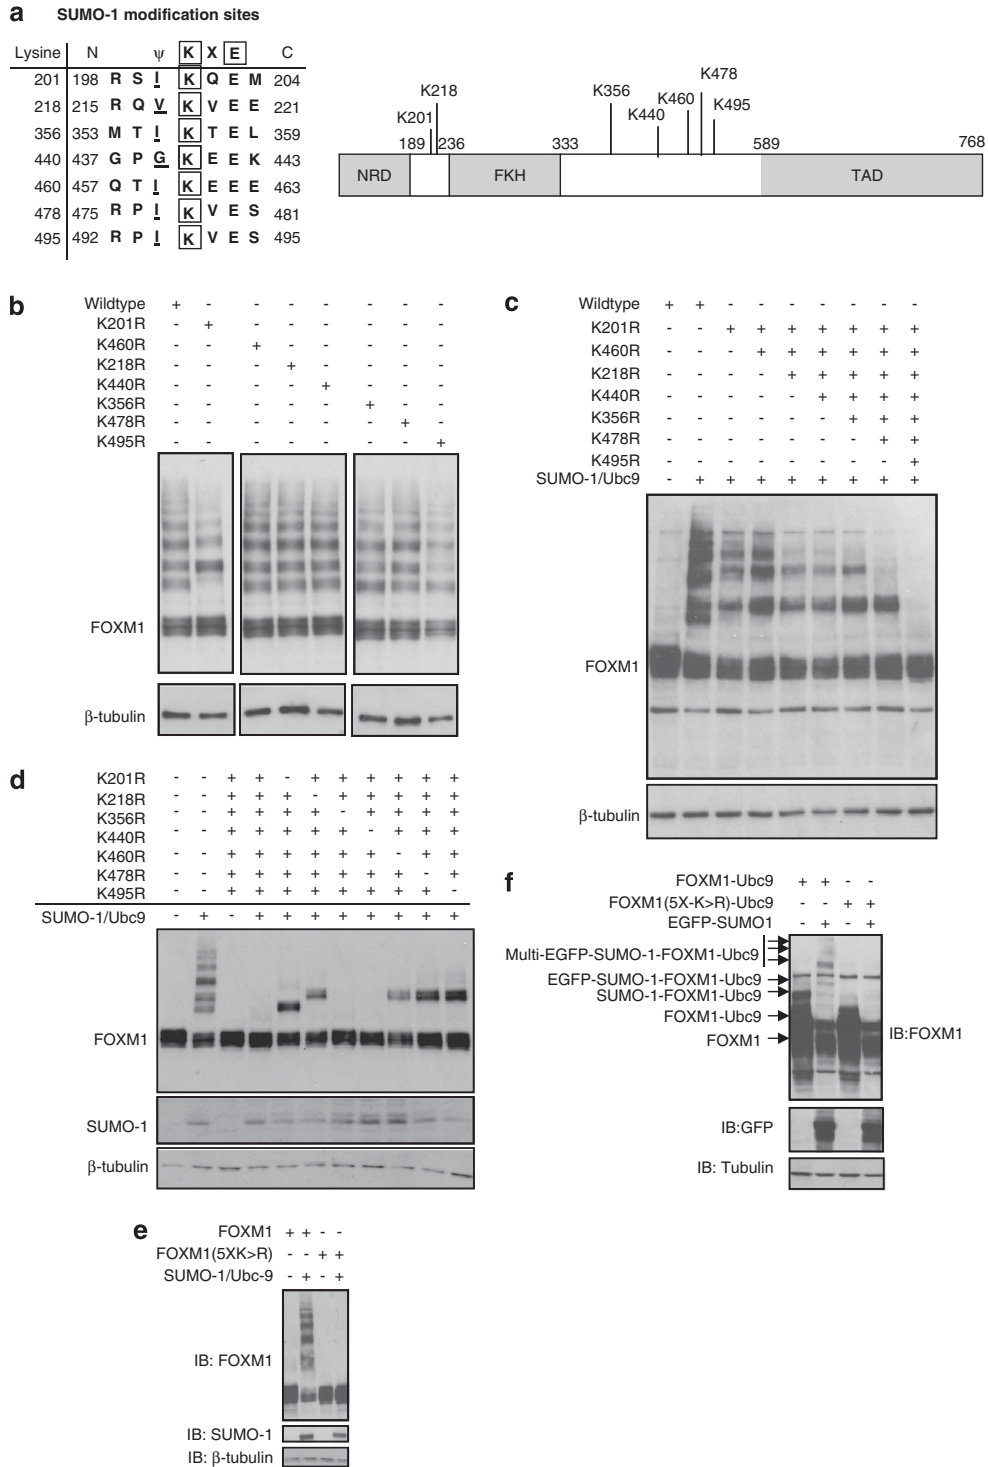 a SUMO-1 modification sites
Lysine N ψ K X E C
201 198 R S I K Q E M 204
218 215 R Q V K V E E 221
356 353 M T I K T E L 359
440 437 G P G K E E K 443
460 457 Q T I K E E E 463
478 475 R P I K V E S 481
495 492 R P I K V E S 495
K478
K218 K356 K460
K201 K440 K495
189 236 333 589 768
NRD FKH TAD
b
Wildtype + - - - - - - -
K201R - + - - - - - -
K460R - - + - - - - -
K218R - - - + - - - -
K440R - - - - + - - -
K356R - - - - - + - -
K478R - - - - - - + -
K495R - - - - - - - +
FOXM1
β-tubulin
c
Wildtype + + - - - - - - -
K201R - - + + + + + + +
K460R - - - + + + + + +
K218R - - - - + + + + +
K440R - - - - - + + + +
K356R - - - - - - + + +
K478R - - - - - - - + +
K495R - - - - - - - - +
SUMO-1/Ubc9 - + + + + + + + +
FOXM1
β-tubulin
d
K201R - - + + - + + + + + +
K218R - - + + + - + + + + +
K356R - - + + + + - + + + +
K440R - - + + + + + - + + +
K460R - - + + + + + + - + +
K478R - - + + + + + + + - +
K495R - - + + + + + + + + -
SUMO-1/Ubc9 - + - + + + + + + + +
FOXM1
SUMO-1
β-tubulin
e
FOXM1 + + - -
FOXM1(5XK>R) - - + +
SUMO-1/Ubc-9 - + - +
IB: FOXM1
IB: SUMO-1
IB: β-tubulin
f
FOXM1-Ubc9 + + - -
FOXM1(5X-K>R)-Ubc9 - - + +
EGFP-SUMO1 - + - +
Multi-EGFP-SUMO-1-FOXM1-Ubc9
EGFP-SUMO-1-FOXM1-Ubc9
SUMO-1-FOXM1-Ubc9
FOXM1-Ubc9
FOXM1
IB:FOXM1
IB:GFP
IB: Tubulin